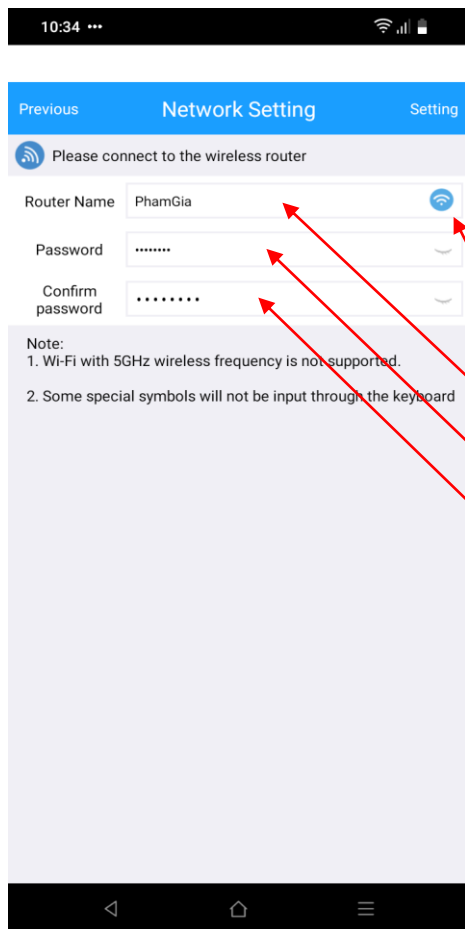 10:34 •••
Previous Network Setting Setting
Please connect to the wireless router
Router Name PhamGia
Password ••••••••
Confirm
password ••••••••
Note:
1. Wi-Fi with 5GHz wireless frequency is not supported.
2. Some special symbols will not be input through the keyboard